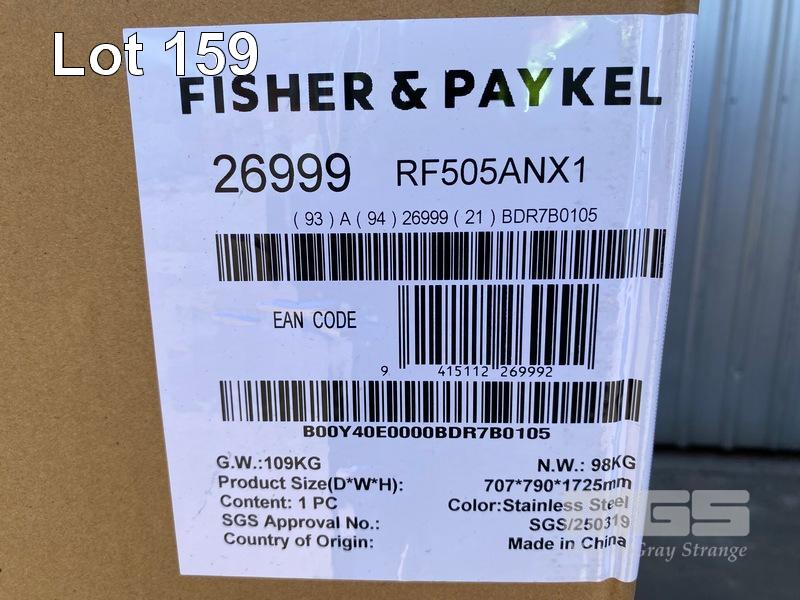 Lot 159
FISHER & PAYKEL
26999 RF505ANX1
( 93 ) A ( 94 ) 26999 ( 21 ) BDR7B0105
EAN CODE
9 415112 269992
B00Y40E0000BDR7B0105
G.W.:109KG N.W.: 98KG
Product Size(D*W*H): 707*790*1725mm
Content: 1 PC Color:Stainless Steel
SGS Approval No.: SGS/250319
Country of Origin: Made in China
Gray Strange